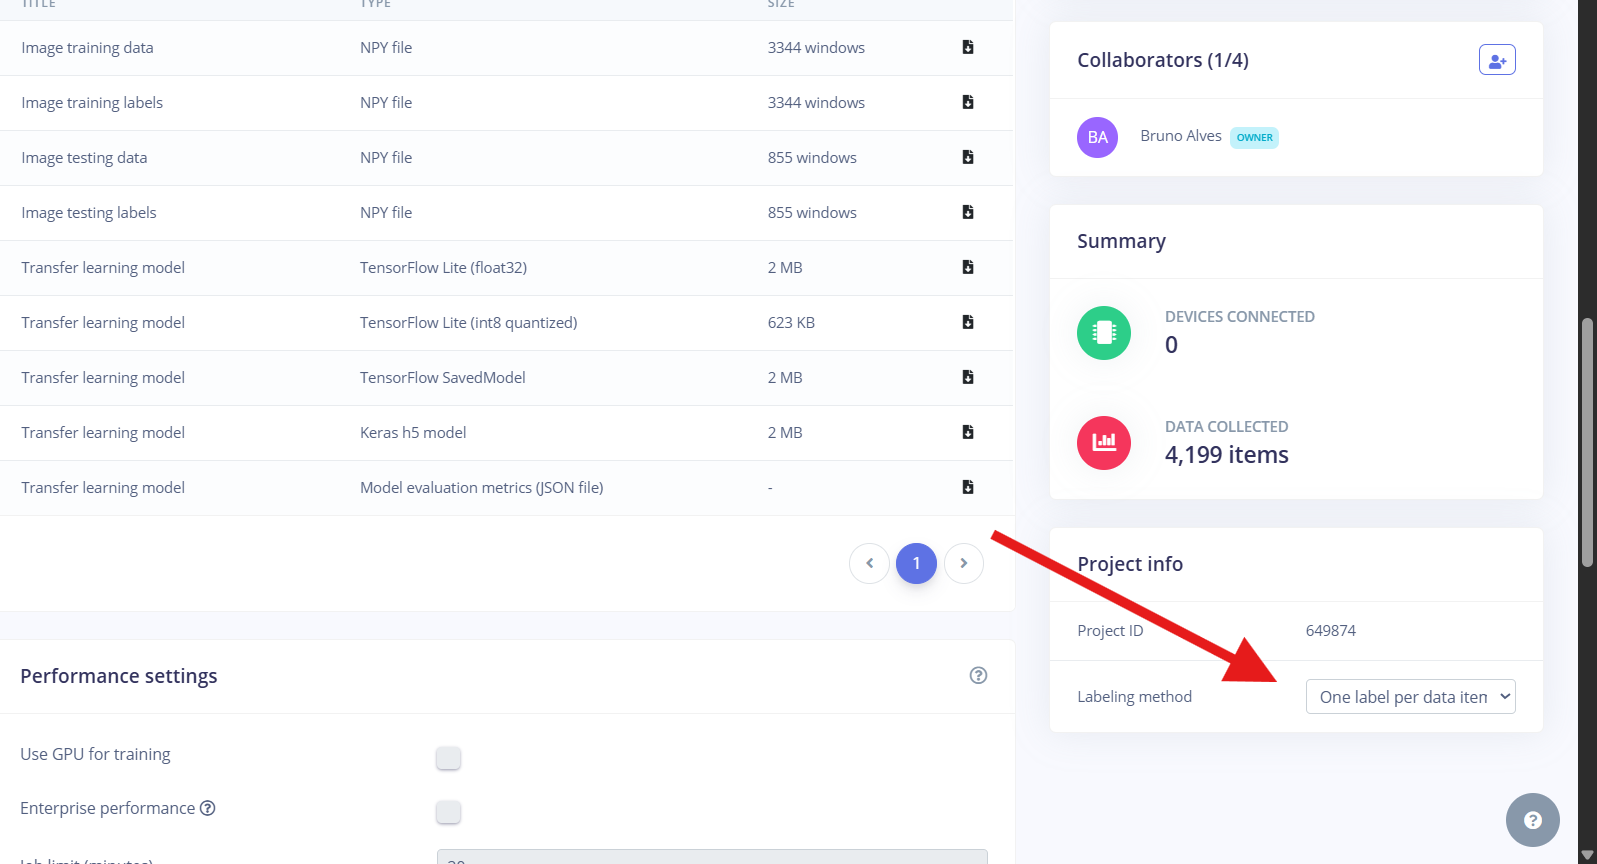 TITLE TYPE SIZE
Image training data NPY file 3344 windows
Image training labels NPY file 3344 windows
Image testing data NPY file 855 windows
Image testing labels NPY file 855 windows
Transfer learning model TensorFlow Lite (float32) 2 MB
Transfer learning model TensorFlow Lite (int8 quantized) 623 KB
Transfer learning model TensorFlow SavedModel 2 MB
Transfer learning model Keras h5 model 2 MB
Transfer learning model Model evaluation metrics (JSON file) -
1
Performance settings
Use GPU for training
Enterprise performance
Job limit (minutes) 30
Collaborators (1/4)
BA Bruno Alves OWNER
Summary
DEVICES CONNECTED
0
DATA COLLECTED
4,199 items
Project info
Project ID 649874
Labeling method One label per data item